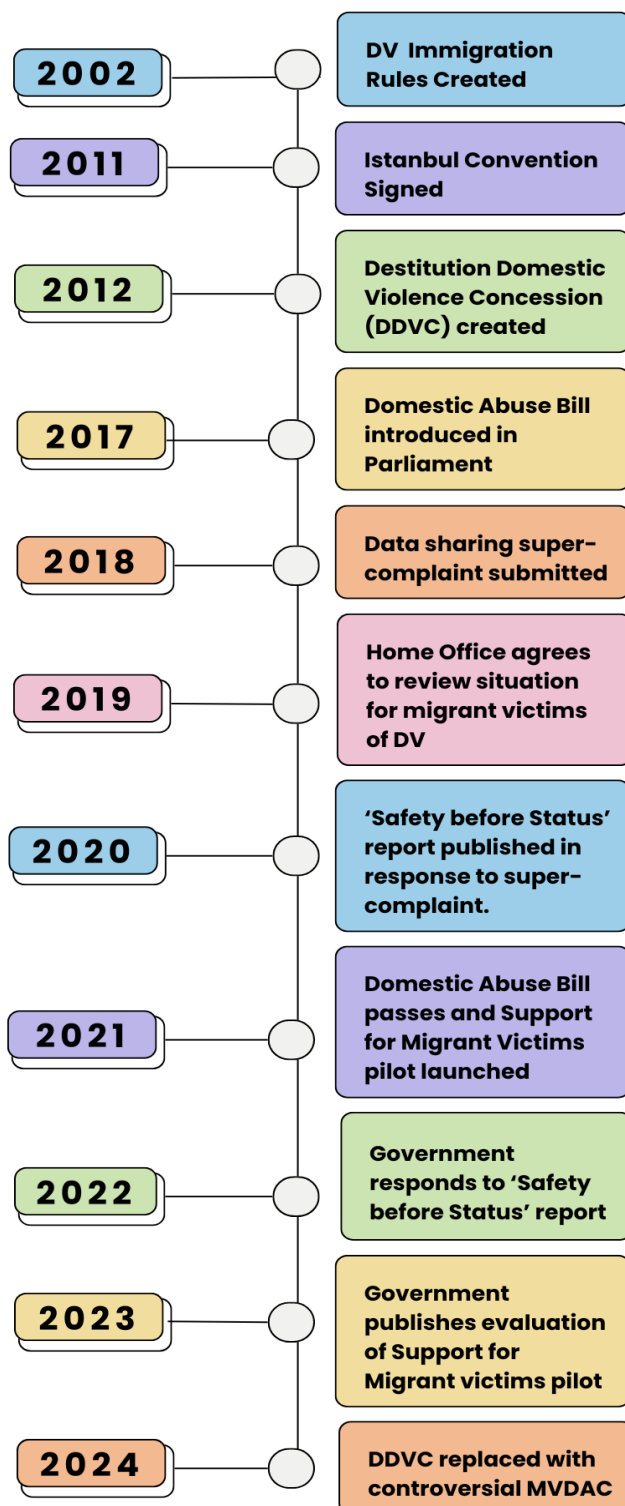 2002
DV Immigration
Rules Created
2011
Istanbul Convention
Signed
2012
Destitution Domestic
Violence Concession
(DDVC) created
2017
Domestic Abuse Bill
introduced in
Parliament
2018
Data sharing super-
complaint submitted
2019
Home Office agrees
to review situation
for migrant victims
of DV
2020
‘Safety before Status’
report published in
response to super-
complaint.
2021
Domestic Abuse Bill
passes and Support
for Migrant Victims
pilot launched
2022
Government
responds to ‘Safety
before Status’ report
2023
Government
publishes evaluation
of Support for
Migrant victims pilot
2024
DDVC replaced with
controversial MVDAC